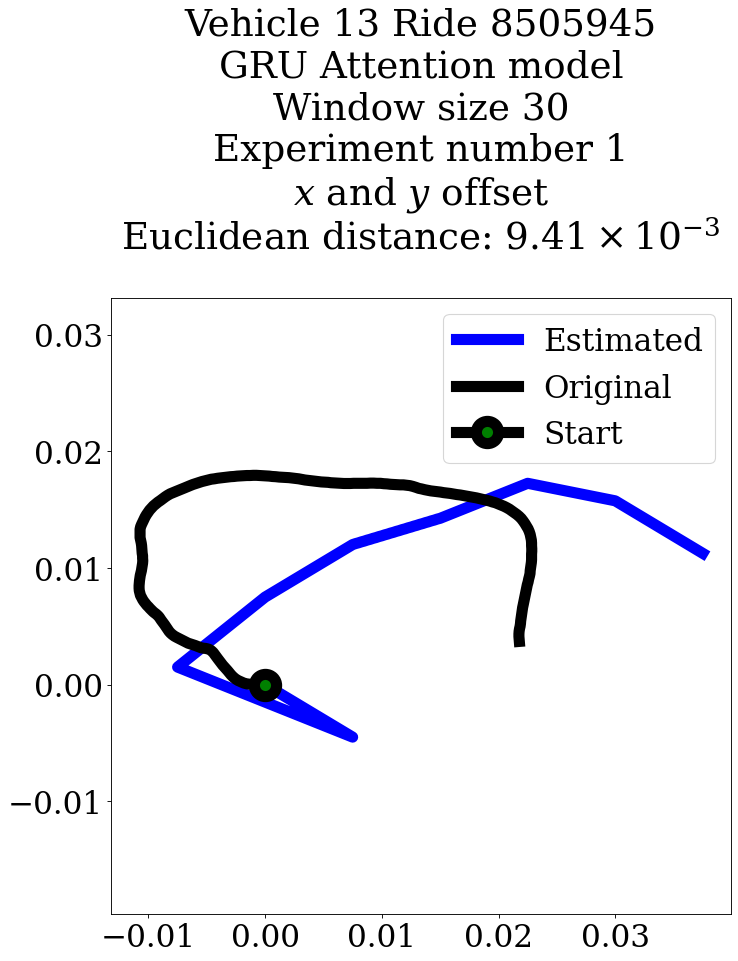 Vehicle 13 Ride 8505945
GRU Attention model
Window size 30
Experiment number 1
x and y offset
Euclidean distance: 9.41 × 10⁻³
Estimated
Original
Start
0.03
0.02
0.01
0.00
−0.01
−0.01 0.00 0.01 0.02 0.03